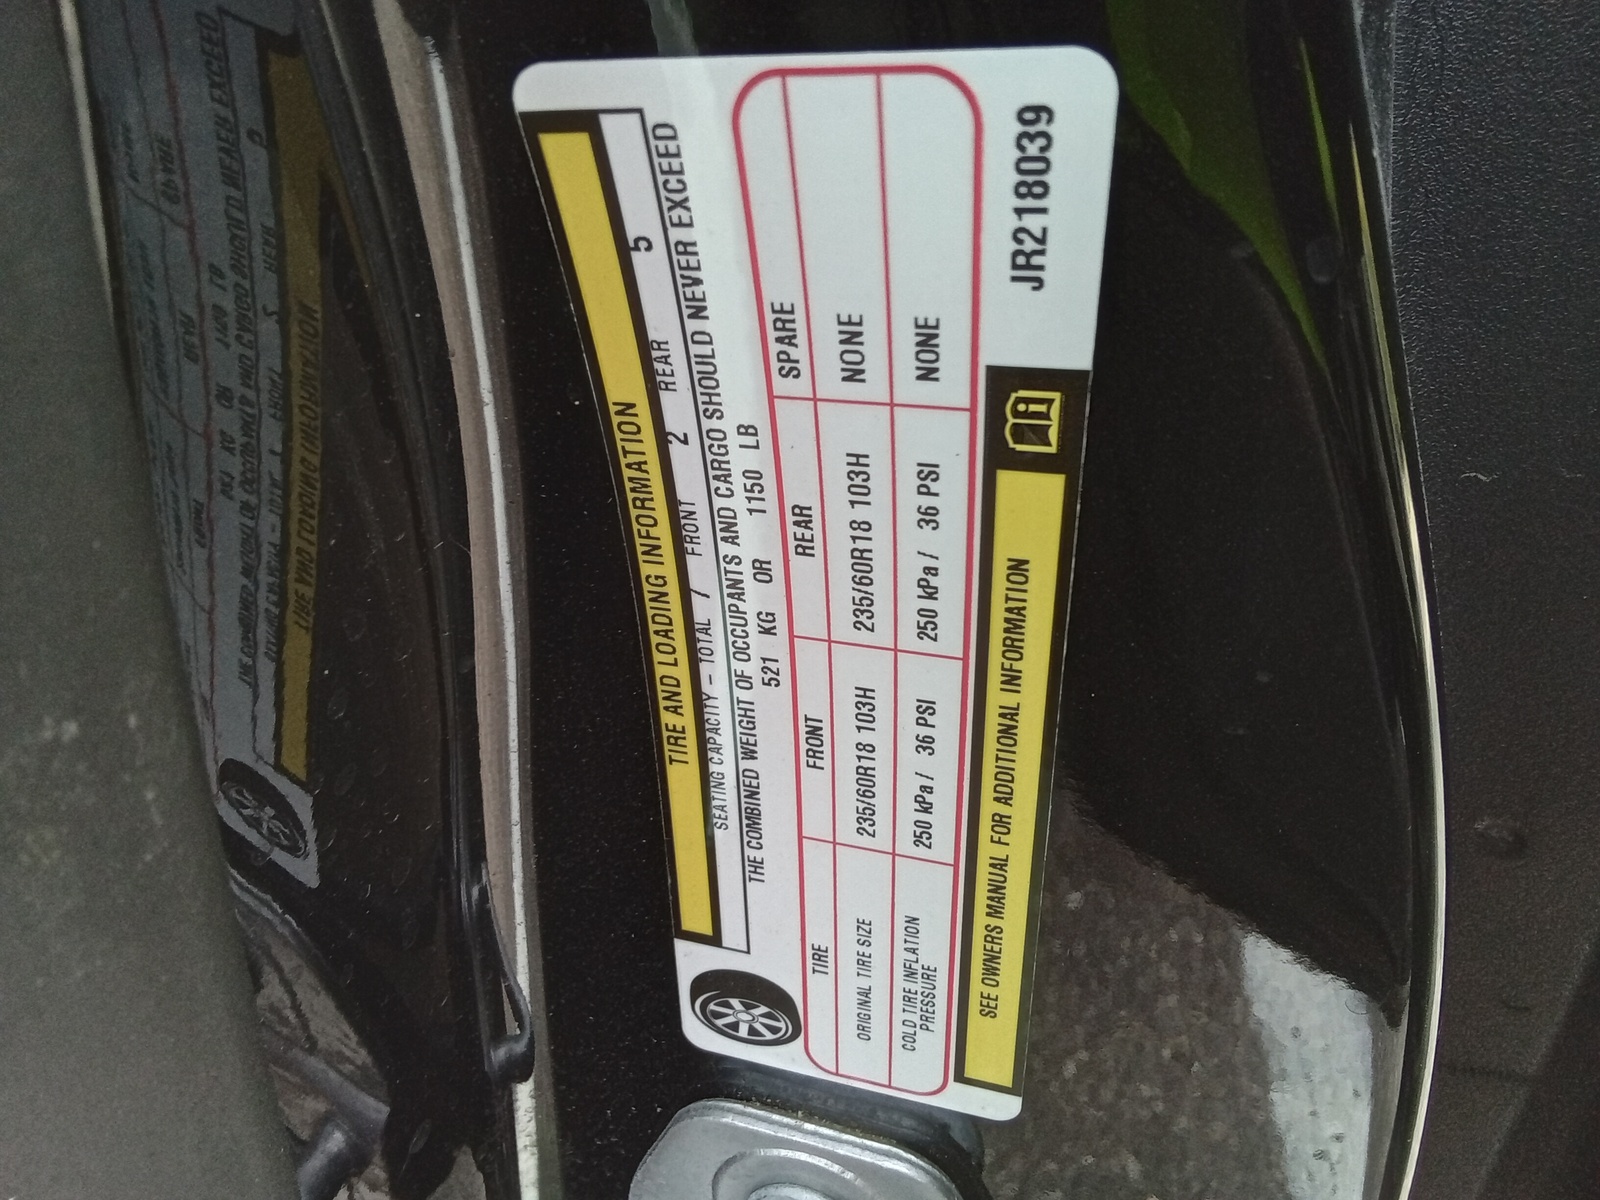 TIRE AND LOADING INFORMATION
SEATING CAPACITY - TOTAL / FRONT 2 REAR 5
THE COMBINED WEIGHT OF OCCUPANTS AND CARGO SHOULD NEVER EXCEED
521 KG OR 1150 LB
TIRE FRONT REAR SPARE
ORIGINAL TIRE SIZE 235/60R18 103H 235/60R18 103H NONE
COLD TIRE INFLATION PRESSURE 250 kPa / 36 PSI 250 kPa / 36 PSI NONE
SEE OWNERS MANUAL FOR ADDITIONAL INFORMATION
JR218039